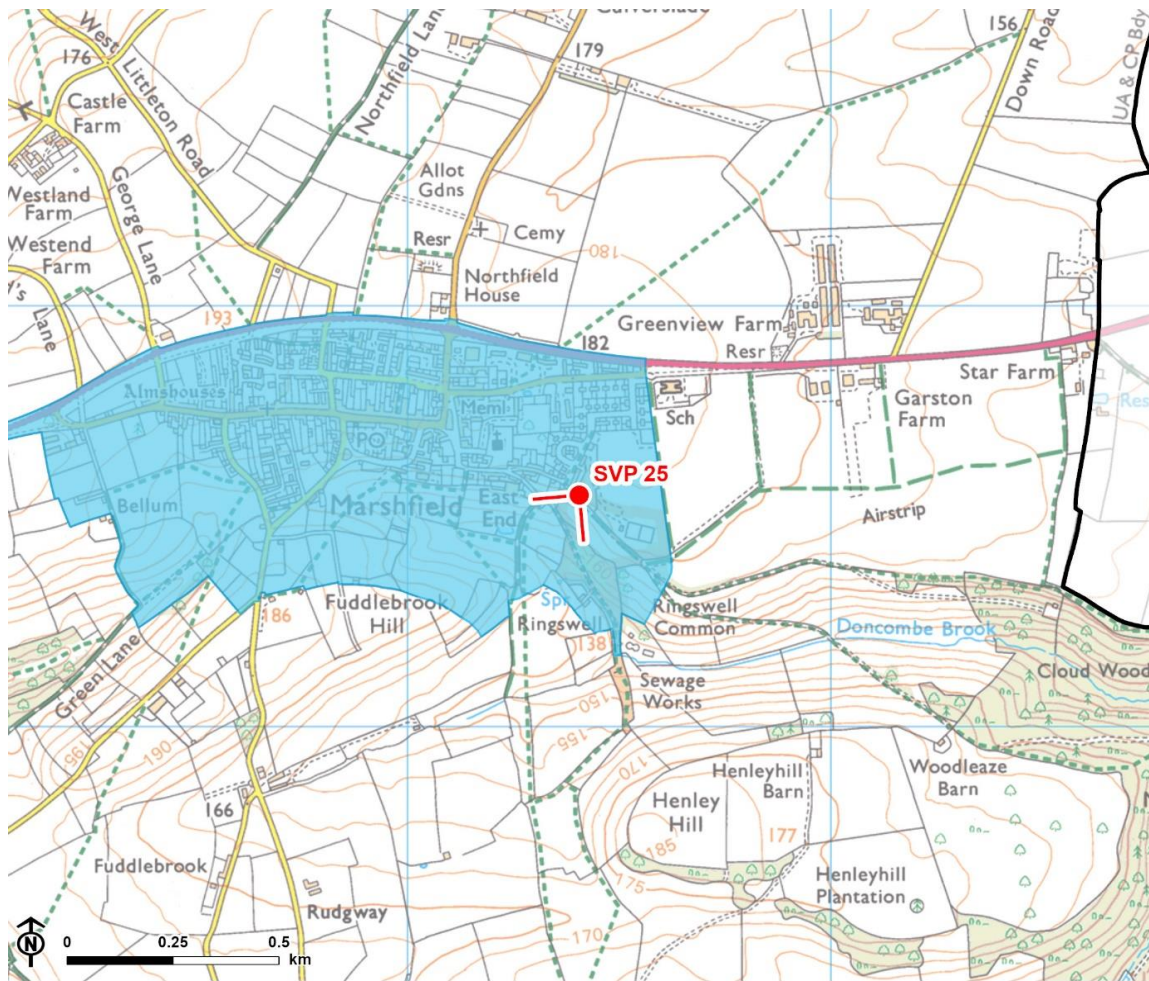 Calverslade
156
Down Road
UA & CP Bdy
179
176
West Littleton Road
Northfield Lane
Castle
Farm
George Lane
Allot
Gdns
Westland
Farm
Resr
Cemy
180
Westend
Farm
Northfield
House
Lane
193
182
Greenview Farm
Resr
Star Farm
Almshouses
Meml
Sch
Garston
Farm
PO
SVP 25
Bellum
Marshfield
East
End
Airstrip
186
Fuddlebrook
Hill
Spr
Ringswell
138
Ringswell
Common
Doncombe Brook
Green Lane
Cloud Wood
Sewage
Works
150
155
195
190
170
Henleyhill
Barn
Woodleaze
Barn
166
Henley
Hill
177
185
Fuddlebrook
175
Henleyhill
Plantation
Rudgway
170
N
0 0.25 0.5
km